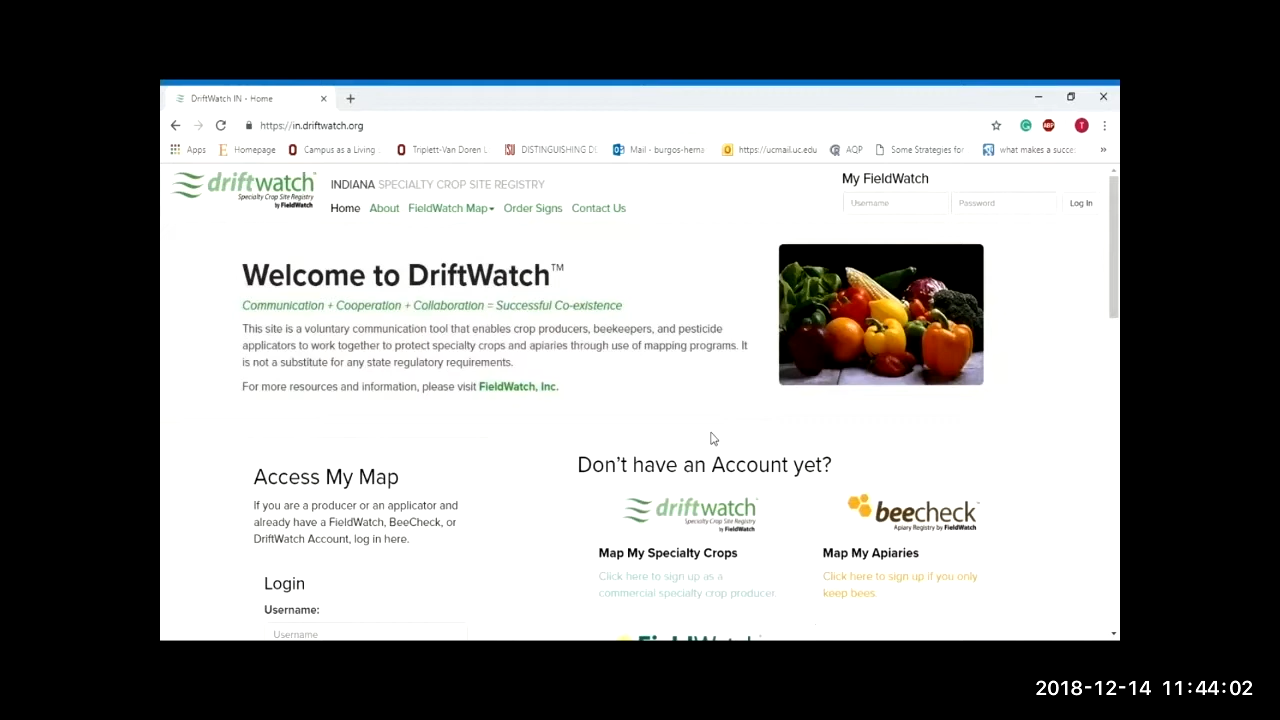 DriftWatch IN - Home
https://in.driftwatch.org
Apps Homepage Campus as a Living Triplett-Van Doren L DISTINGUISHING Mail - burgos-herna https://ucmail.uc.edu AQP Some Strategies for what makes a succe
driftwatch
Specialty Crop Site Registry
by FieldWatch
INDIANA SPECIALTY CROP SITE REGISTRY
Home About FieldWatch Map Order Signs Contact Us
My FieldWatch
Username Password Log In
Welcome to DriftWatch™
Communication + Cooperation + Collaboration = Successful Co-existence
This site is a voluntary communication tool that enables crop producers, beekeepers, and pesticide
applicators to work together to protect specialty crops and apiaries through use of mapping programs. It
is not a substitute for any state regulatory requirements.
For more resources and information, please visit FieldWatch, Inc.
Access My Map
If you are a producer or an applicator and
already have a FieldWatch, BeeCheck, or
DriftWatch Account, log in here.
Login
Username:
Username
Don't have an Account yet?
driftwatch
Specialty Crop Site Registry
by FieldWatch
Map My Specialty Crops
Click here to sign up as a
commercial specialty crop producer.
beecheck
Apiary Registry by FieldWatch
Map My Apiaries
Click here to sign up if you only
keep bees.
FieldWatch
2018-12-14 11:44:02